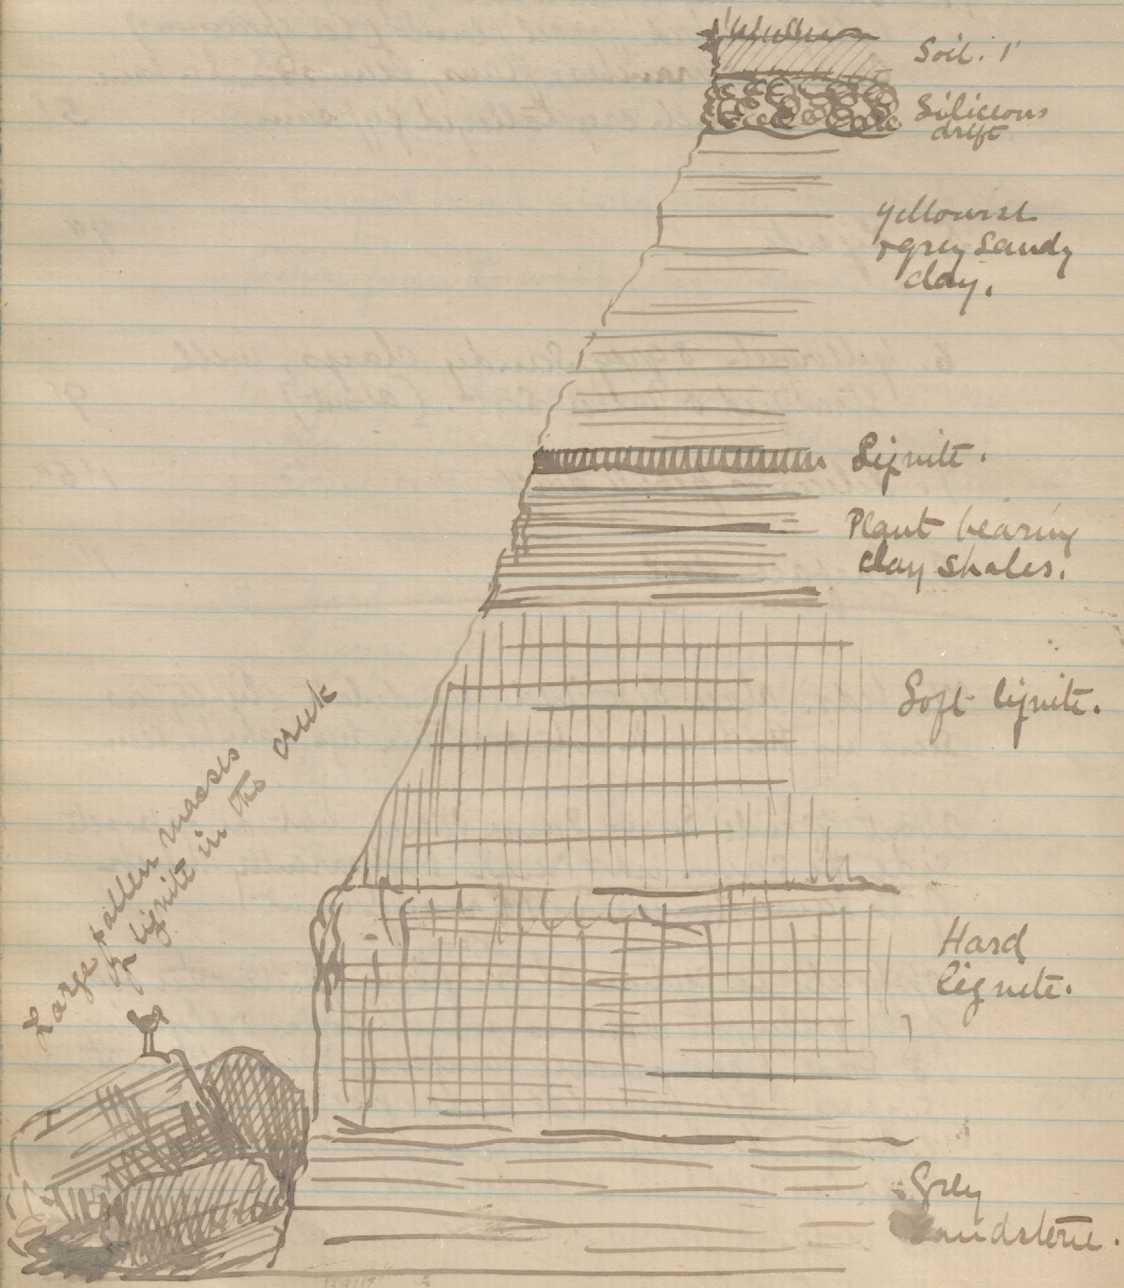 Soil. 1'
Silicious
drift
Yellowish
& grey sandy
clay.
Lignite.
Plant bearing
clay shales.
Soft lignite.
Large fallen masses
of lignite in the creek
Hard
lignite.
Grey
Sandstone.